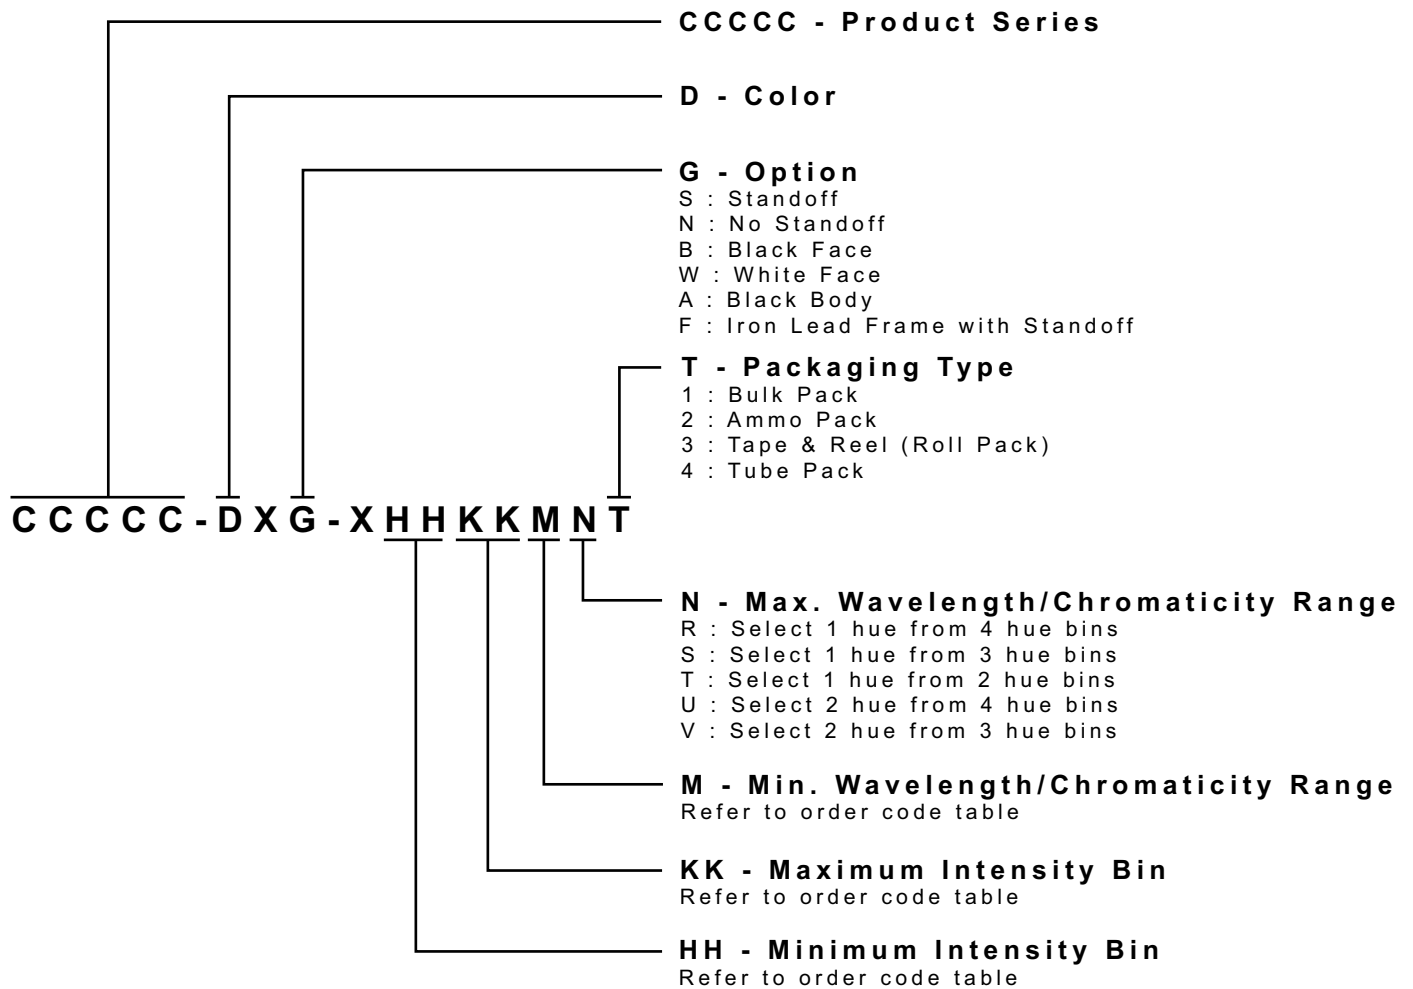 CCCCC - Product Series
D - Color
G - Option
S : Standoff
N : No Standoff
B : Black Face
W : White Face
A : Black Body
F : Iron Lead Frame with Standoff
T - Packaging Type
1 : Bulk Pack
2 : Ammo Pack
3 : Tape & Reel (Roll Pack)
4 : Tube Pack
CCCCC-DXG-XHHKKMNT
N - Max. Wavelength/Chromaticity Range
R : Select 1 hue from 4 hue bins
S : Select 1 hue from 3 hue bins
T : Select 1 hue from 2 hue bins
U : Select 2 hue from 4 hue bins
V : Select 2 hue from 3 hue bins
M - Min. Wavelength/Chromaticity Range
Refer to order code table
KK - Maximum Intensity Bin
Refer to order code table
HH - Minimum Intensity Bin
Refer to order code table